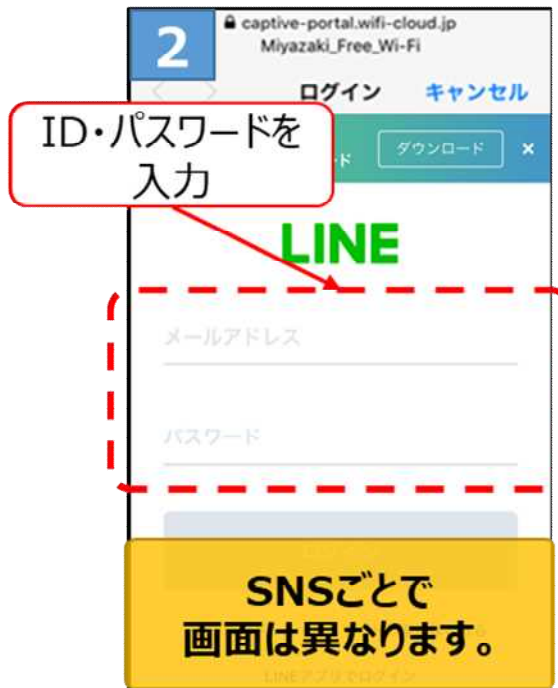 2
captive-portal.wifi-cloud.jp
Miyazaki_Free_Wi-Fi
ログイン キャンセル
ID・パスワードを
入力
ド ダウンロード ×
LINE
メールアドレス
パスワード
SNSごとで
画面は異なります。
LINEアプリでログイン